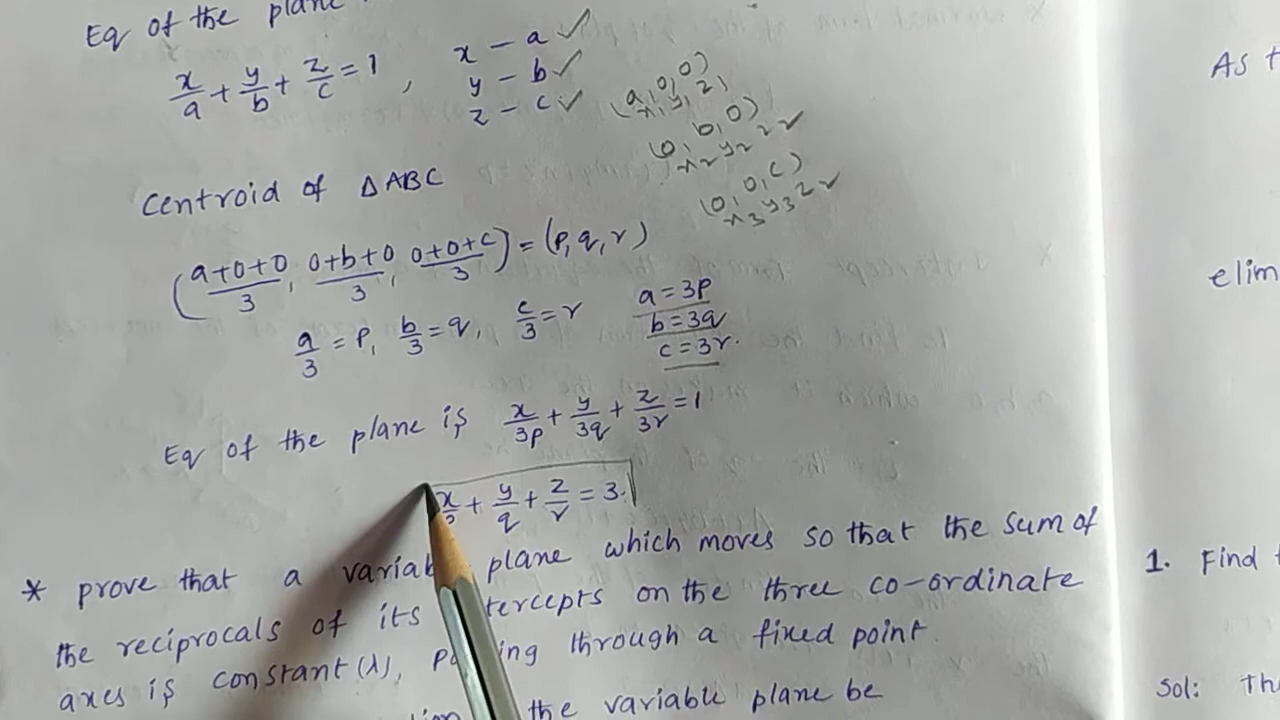 Eq of the plane
x/a + y/b + z/c = 1 ,
x - a ✓
y - b ✓
z - c ✓
(a, 0, 0)
x1 y1 z1
(0, b, 0)
x2 y2 z2 ✓
(0, 0, c)
x3 y3 z ✓
Centroid of △ABC
((a+0+0)/3, (0+b+0)/3, (0+0+c)/3) = (p, q, r)
a/3 = p, b/3 = q, c/3 = r
a = 3p
b = 3q
c = 3r.
Eq of the plane is x/3p + y/3q + z/3r = 1
x/ + y/q + z/r = 3.
* prove that a variab plane which moves so that the sum of
the reciprocals of its tercepts on the three co-ordinate
axes is constant (λ), p ing through a fixed point
the variable plane be
As t
elim
1. Find
Sol: Th